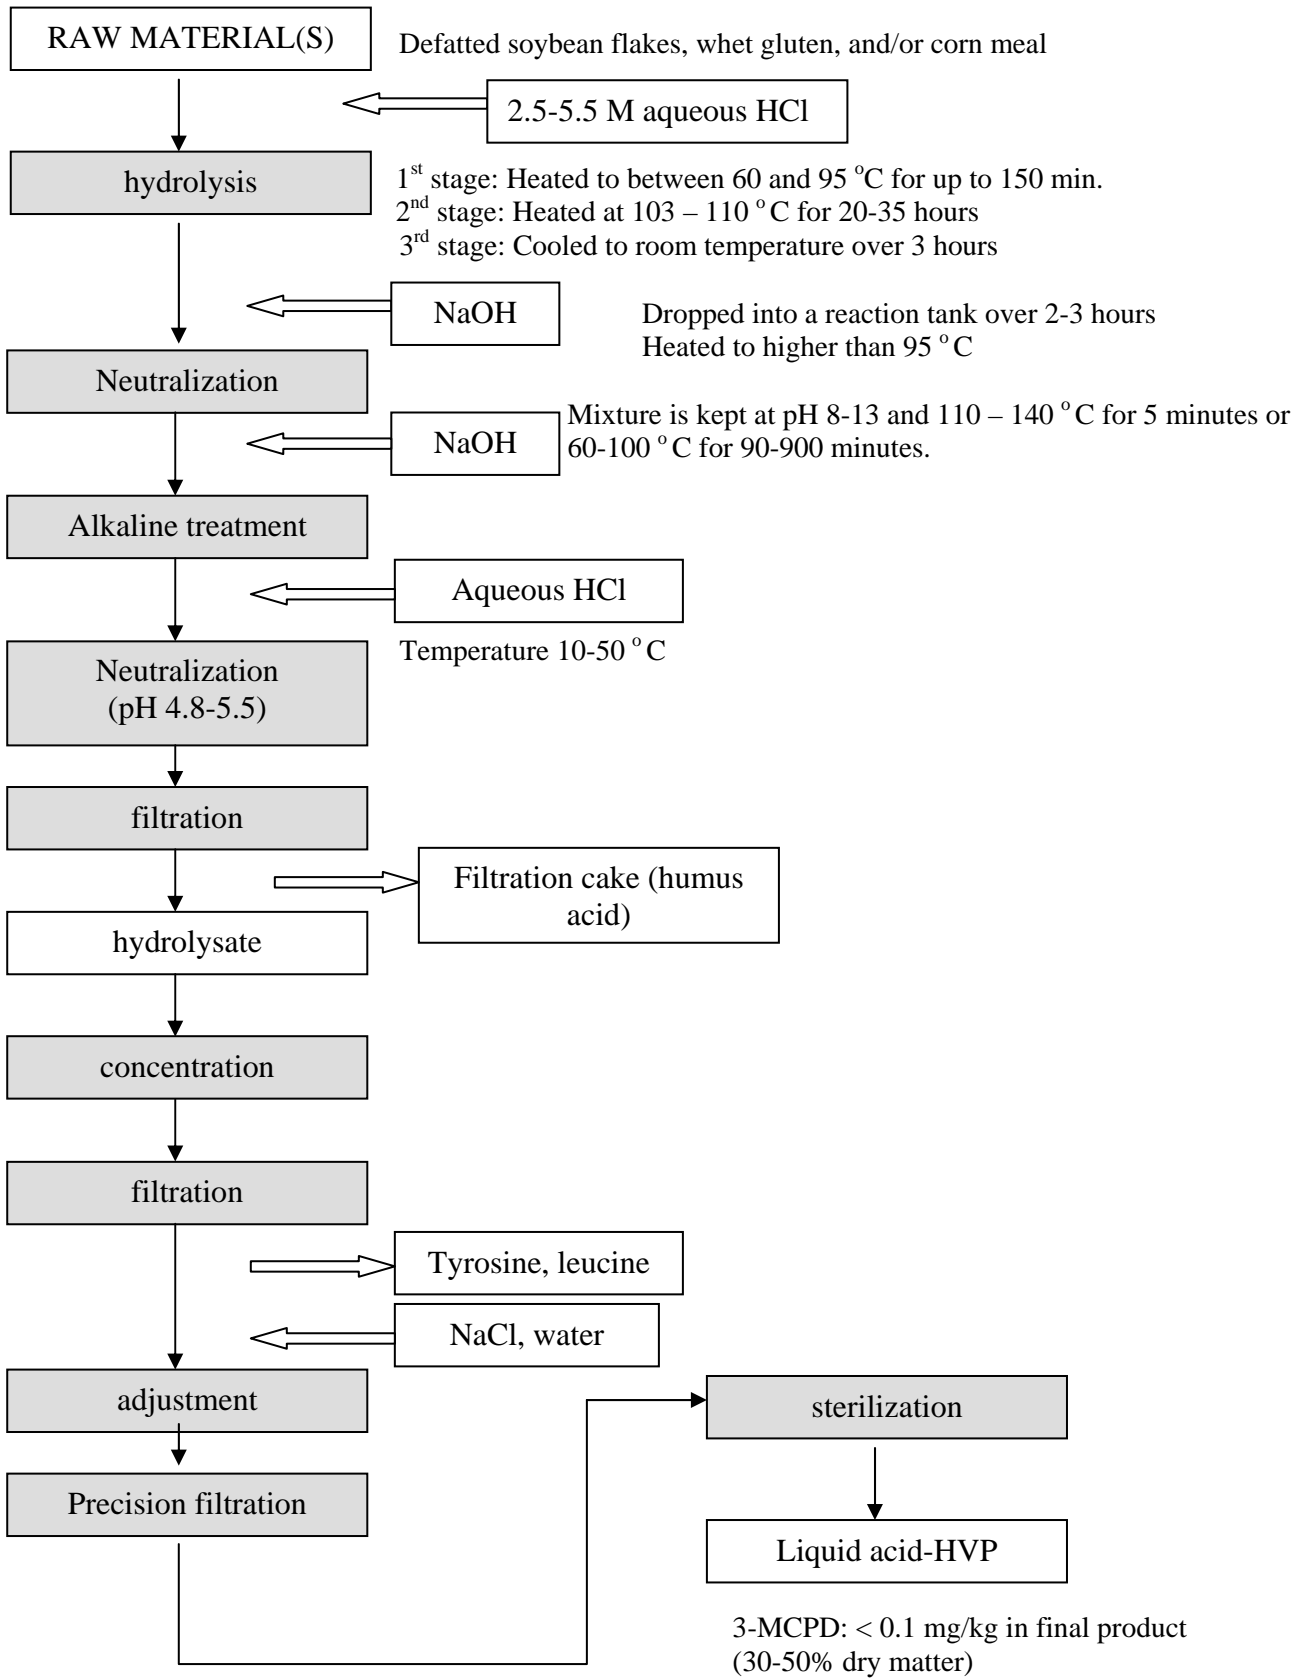 RAW MATERIAL(S)
Defatted soybean flakes, whet gluten, and/or corn meal
2.5-5.5 M aqueous HCl
hydrolysis
1st stage: Heated to between 60 and 95 °C for up to 150 min.
2nd stage: Heated at 103 – 110 °C for 20-35 hours
3rd stage: Cooled to room temperature over 3 hours
NaOH
Dropped into a reaction tank over 2-3 hours
Heated to higher than 95 °C
Neutralization
NaOH
Mixture is kept at pH 8-13 and 110 – 140 °C for 5 minutes or
60-100 °C for 90-900 minutes.
Alkaline treatment
Aqueous HCl
Temperature 10-50 °C
Neutralization
(pH 4.8-5.5)
filtration
Filtration cake (humus
acid)
hydrolysate
concentration
filtration
Tyrosine, leucine
NaCl, water
adjustment
sterilization
Precision filtration
Liquid acid-HVP
3-MCPD: < 0.1 mg/kg in final product
(30-50% dry matter)